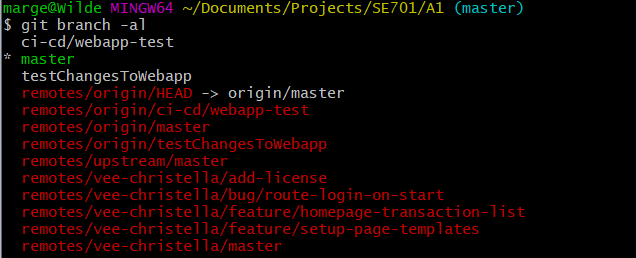 marge@Wilde MINGW64 ~/Documents/Projects/SE701/A1 (master)
$ git branch -al
ci-cd/webapp-test
* master
testChangesToWebapp
remotes/origin/HEAD -> origin/master
remotes/origin/ci-cd/webapp-test
remotes/origin/master
remotes/origin/testChangesToWebapp
remotes/upstream/master
remotes/vee-christella/add-license
remotes/vee-christella/bug/route-login-on-start
remotes/vee-christella/feature/homepage-transaction-list
remotes/vee-christella/feature/setup-page-templates
remotes/vee-christella/master